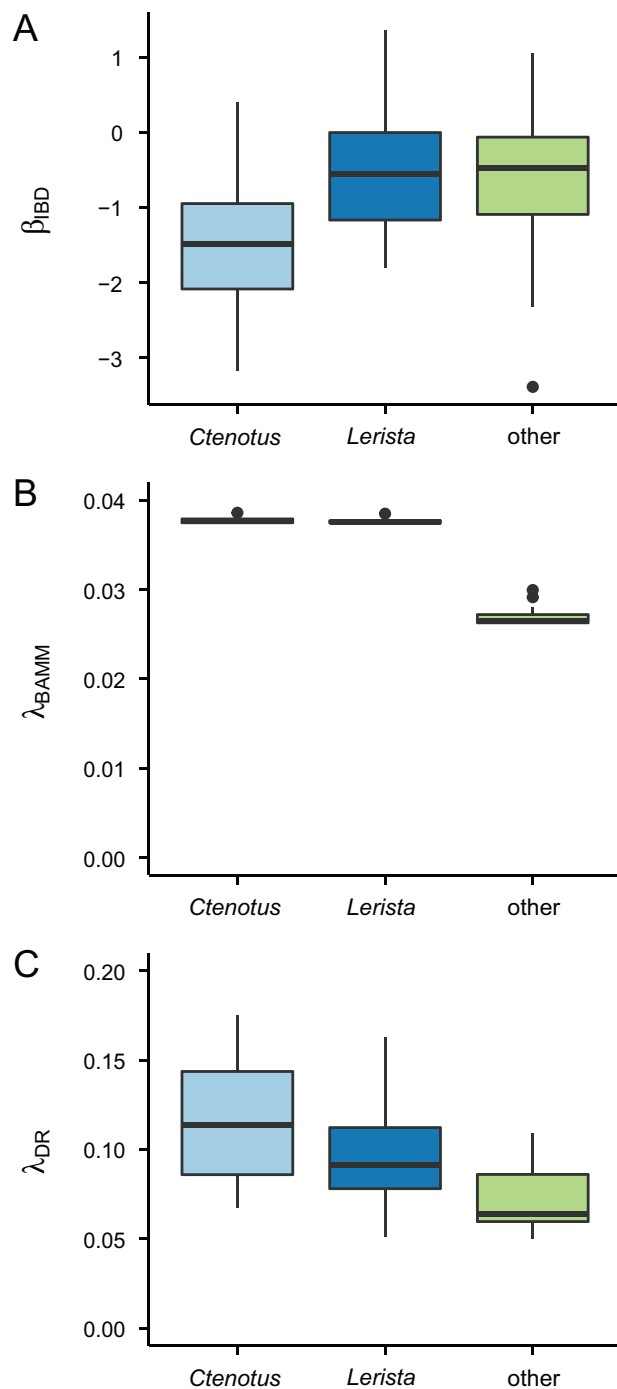 A
1
0
−1
−2
−3
βIBD
Ctenotus Lerista other
B
0.04
0.03
0.02
0.01
0.00
λBAMM
Ctenotus Lerista other
C
0.20
0.15
0.10
0.05
0.00
λDR
Ctenotus Lerista other